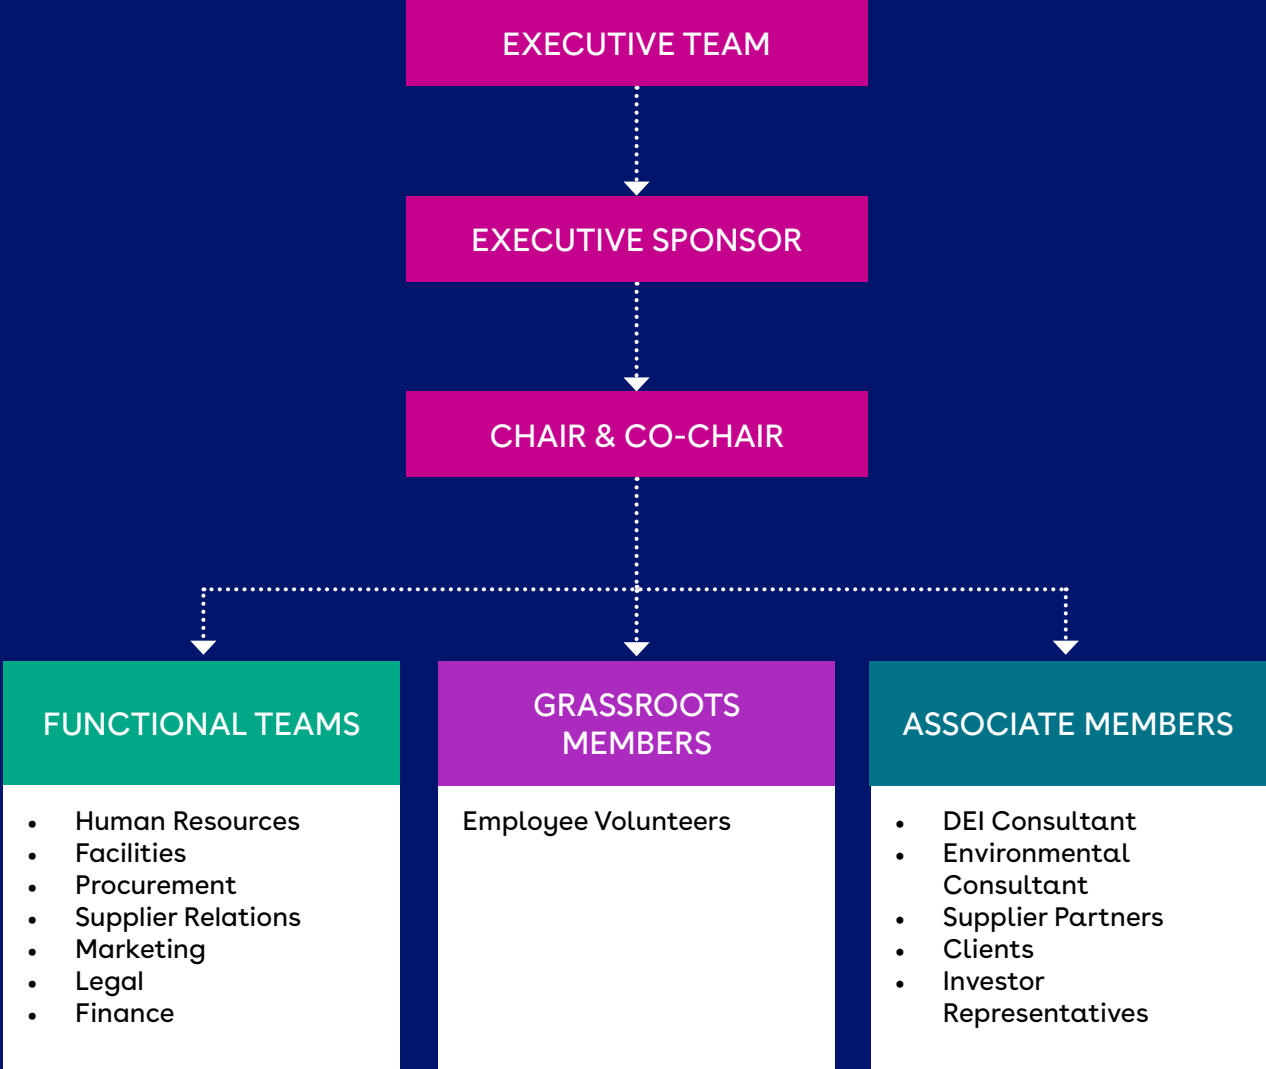 EXECUTIVE TEAM
EXECUTIVE SPONSOR
CHAIR & CO-CHAIR
FUNCTIONAL TEAMS
• Human Resources
• Facilities
• Procurement
• Supplier Relations
• Marketing
• Legal
• Finance
GRASSROOTS
MEMBERS
Employee Volunteers
ASSOCIATE MEMBERS
• DEI Consultant
• Environmental
Consultant
• Supplier Partners
• Clients
• Investor
Representatives